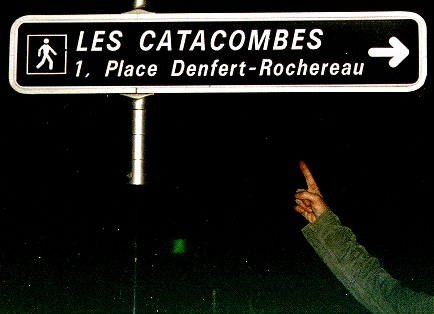 LES CATACOMBES
1, Place Denfert-Rochereau